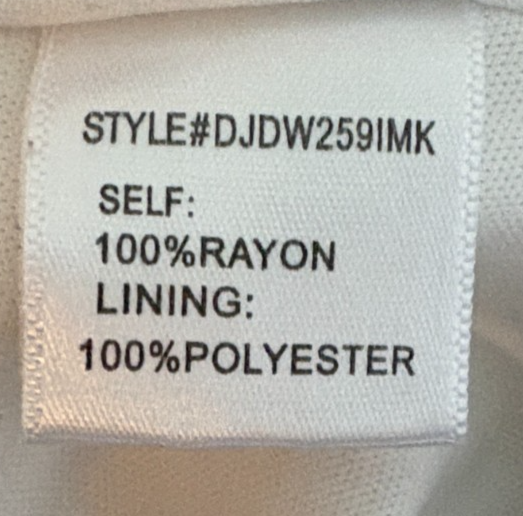 STYLE#DJDW259IMK
SELF:
100%RAYON
LINING:
100%POLYESTER